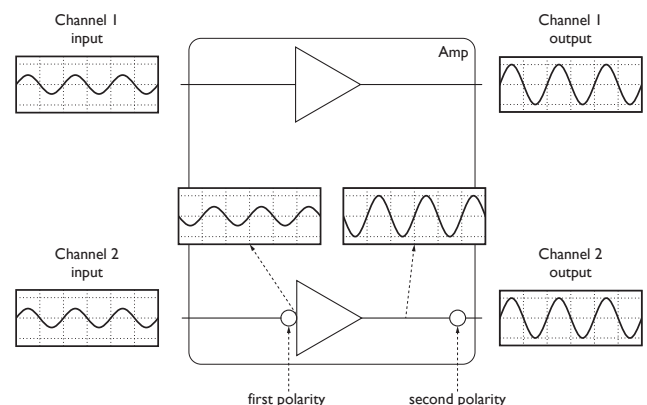 Channel 1
input
Amp
Channel 1
output
Channel 2
input
Channel 2
output
first polarity
second polarity